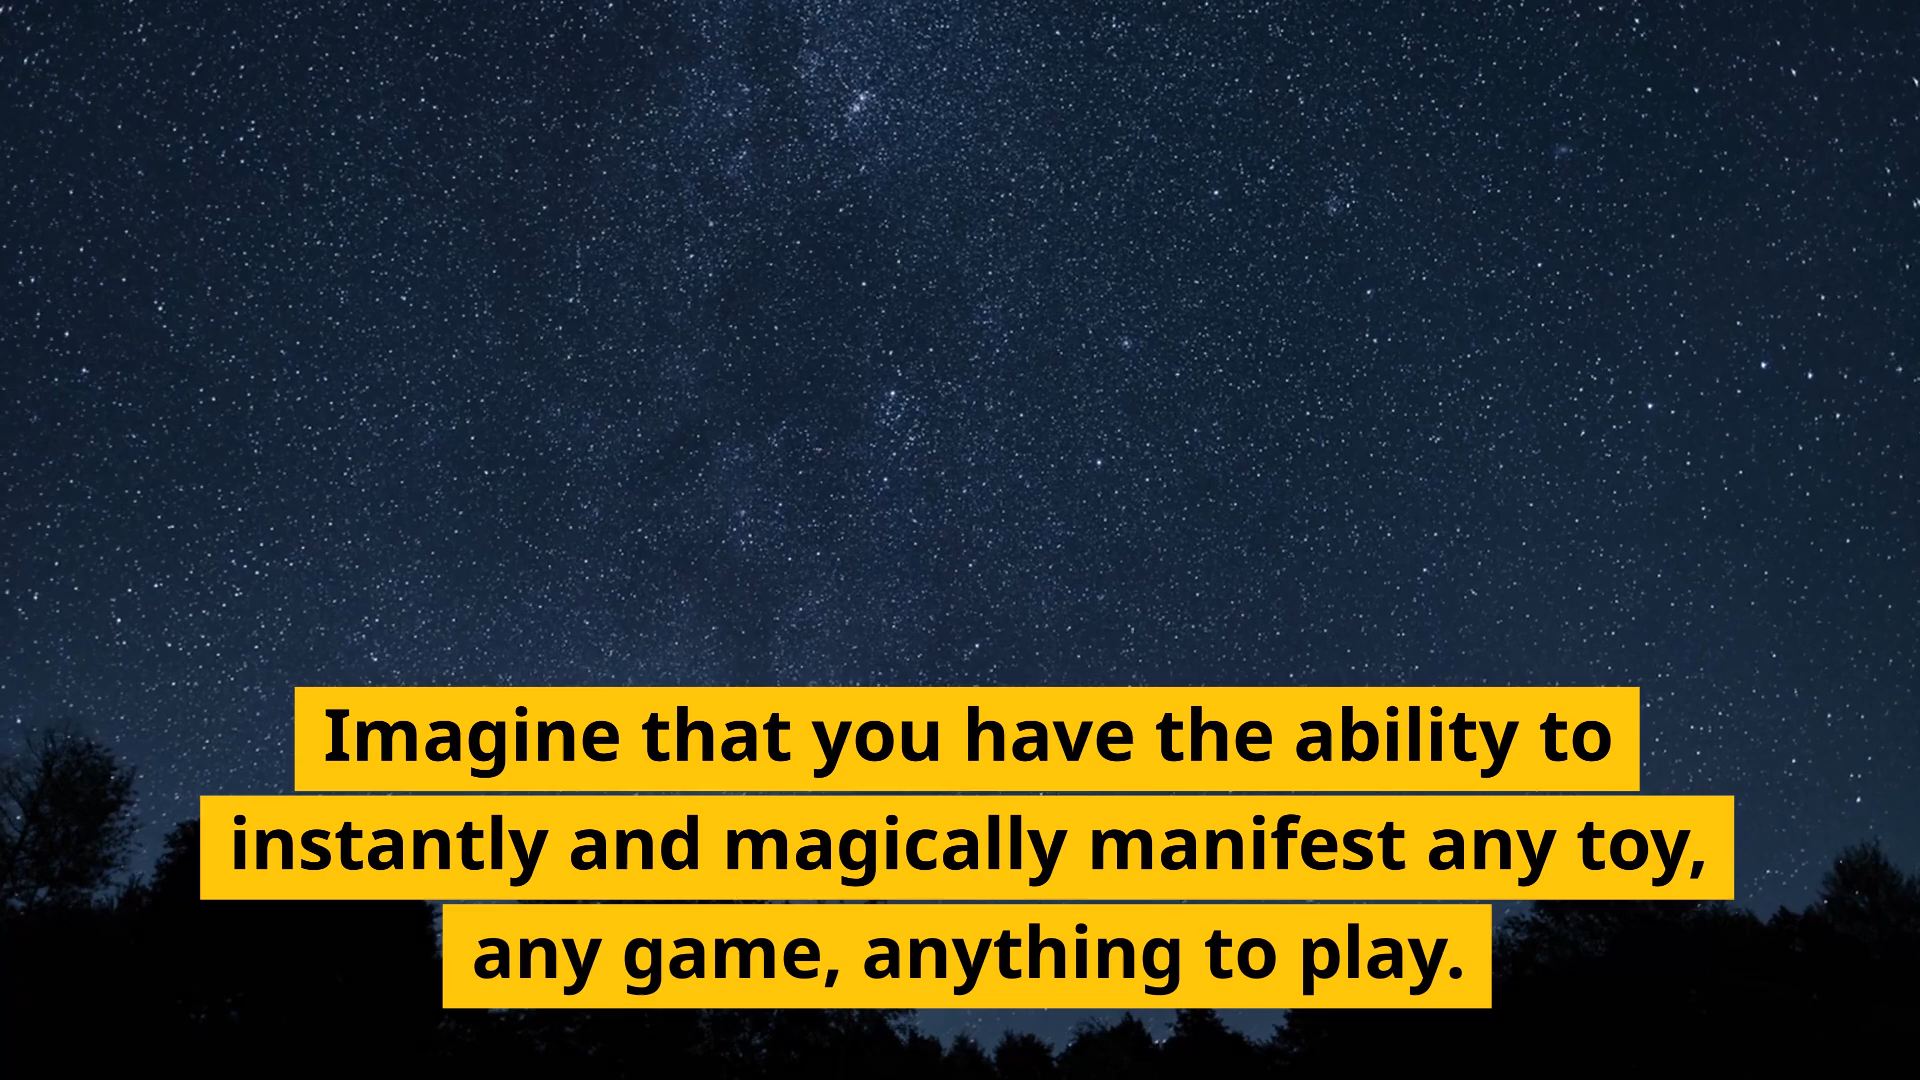 Imagine that you have the ability to
instantly and magically manifest any toy,
any game, anything to play.